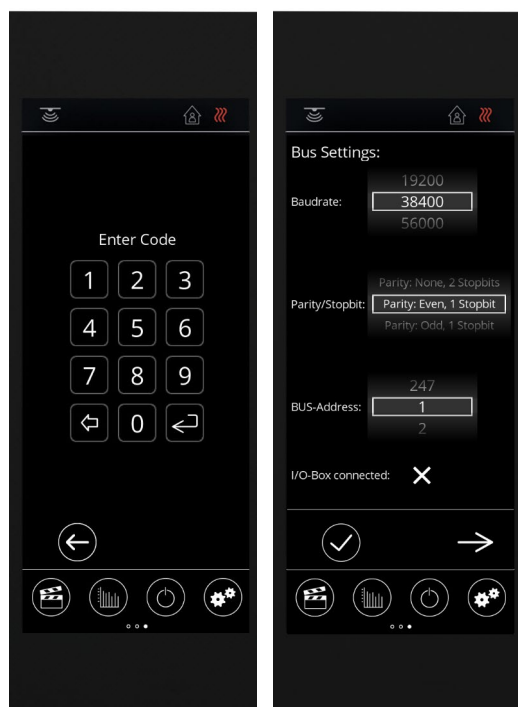 Enter Code
1 2 3
4 5 6
7 8 9
0
Bus Settings:
19200
Baudrate: 38400
56000
Parity: None, 2 Stopbits
Parity/Stopbit: Parity: Even, 1 Stopbit
Parity: Odd, 1 Stopbit
247
BUS-Address: 1
2
I/O-Box connected: